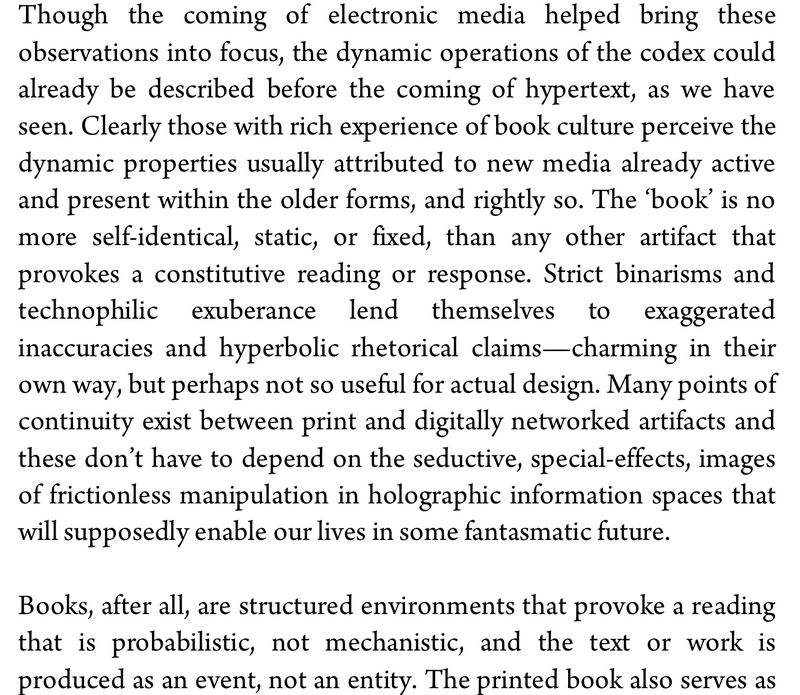 Though the coming of electronic media helped bring these
observations into focus, the dynamic operations of the codex could
already be described before the coming of hypertext, as we have
seen. Clearly those with rich experience of book culture perceive the
dynamic properties usually attributed to new media already active
and present within the older forms, and rightly so. The ‘book’ is no
more self-identical, static, or fixed, than any other artifact that
provokes a constitutive reading or response. Strict binarisms and
technophilic exuberance lend themselves to exaggerated
inaccuracies and hyperbolic rhetorical claims—charming in their
own way, but perhaps not so useful for actual design. Many points of
continuity exist between print and digitally networked artifacts and
these don’t have to depend on the seductive, special-effects, images
of frictionless manipulation in holographic information spaces that
will supposedly enable our lives in some fantasmatic future.
Books, after all, are structured environments that provoke a reading
that is probabilistic, not mechanistic, and the text or work is
produced as an event, not an entity. The printed book also serves as